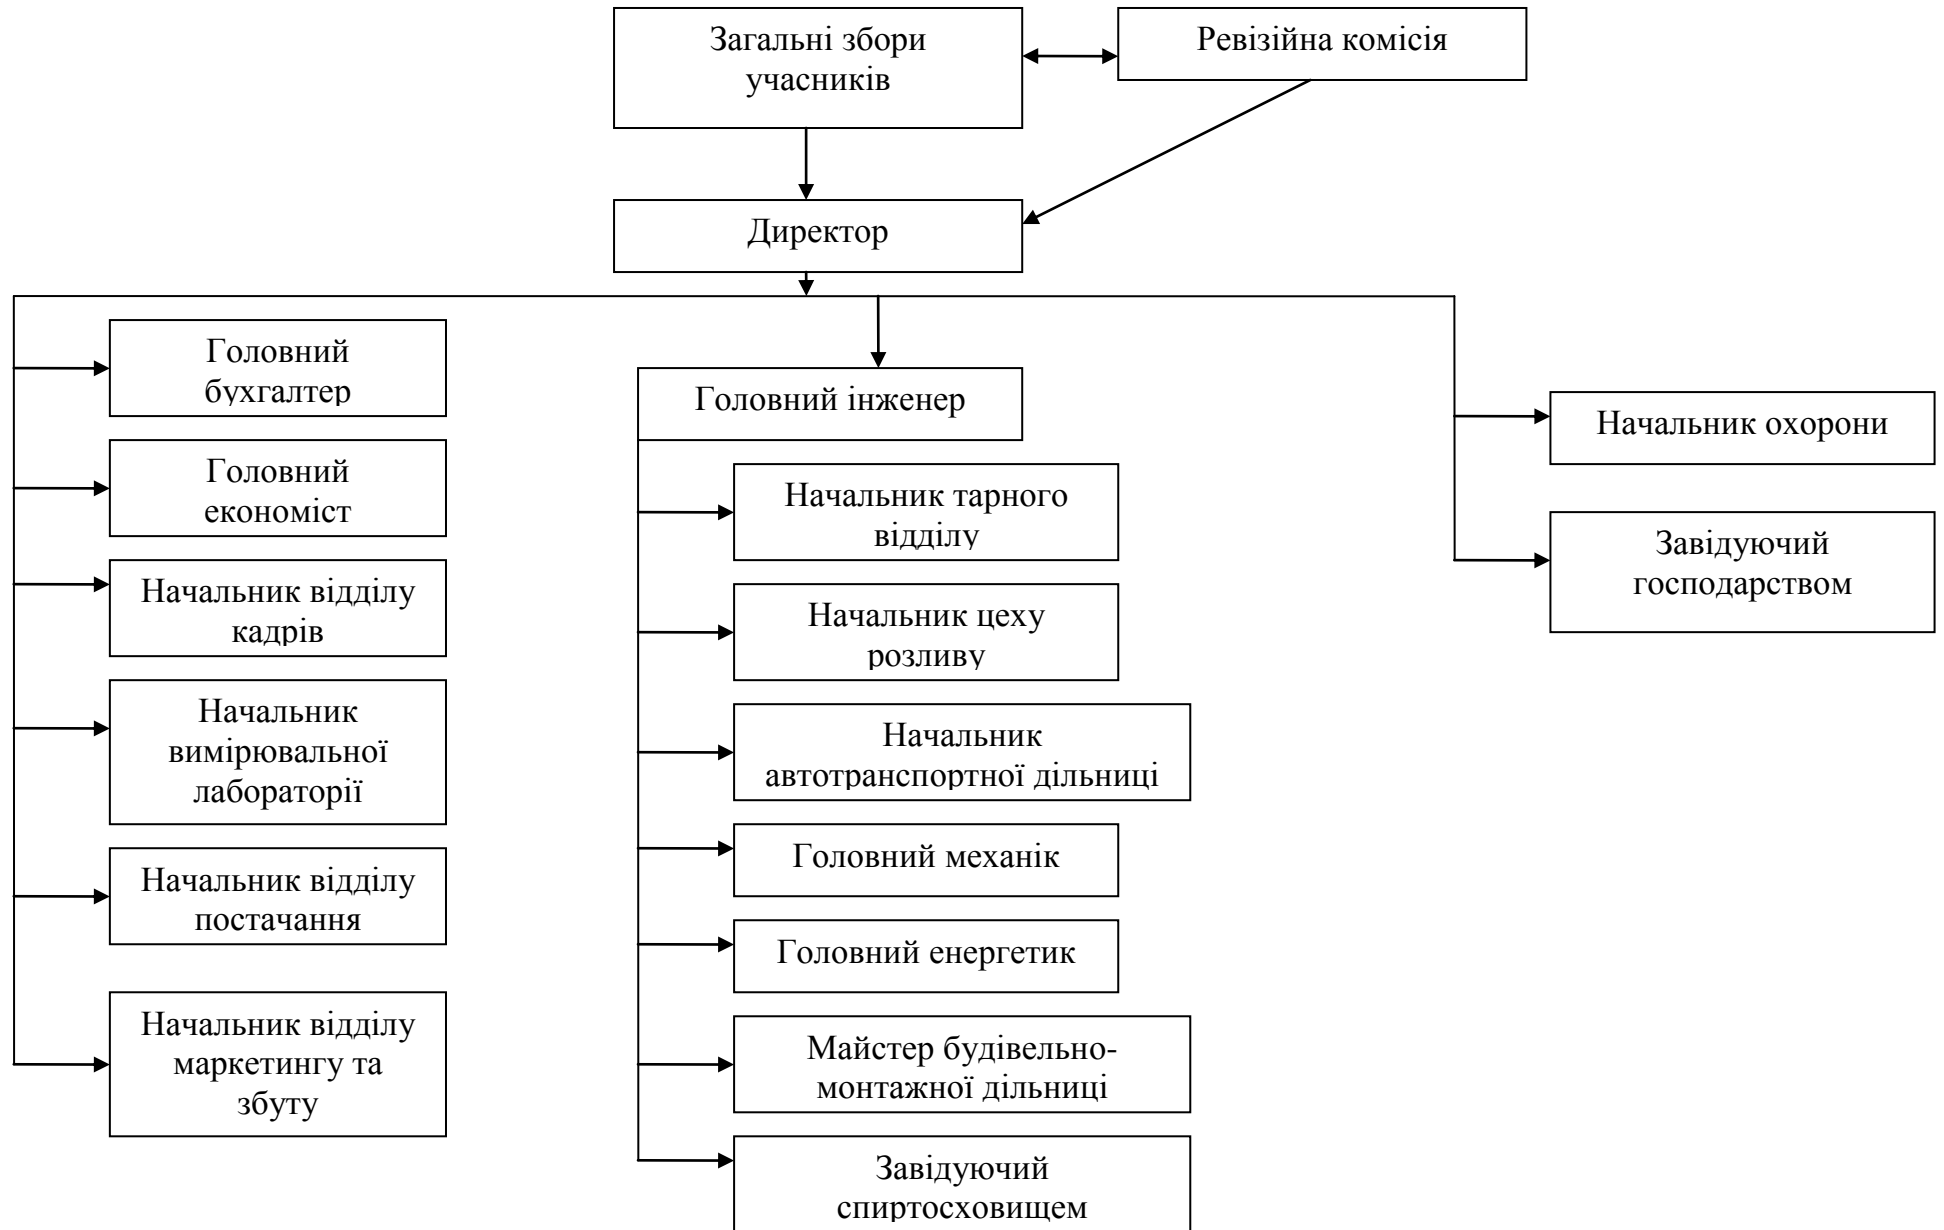 Загальні збори
учасників
Ревізійна комісія
Директор
Головний
бухгалтер
Головний
економіст
Начальник відділу
кадрів
Начальник
вимірювальної
лабораторії
Начальник відділу
постачання
Начальник відділу
маркетингу та
збуту
Головний інженер
Начальник тарного
відділу
Начальник цеху
розливу
Начальник
автотранспортної дільниці
Головний механік
Головний енергетик
Майстер будівельно-
монтажної дільниці
Завідуючий
спиртосховищем
Начальник охорони
Завідуючий
господарством